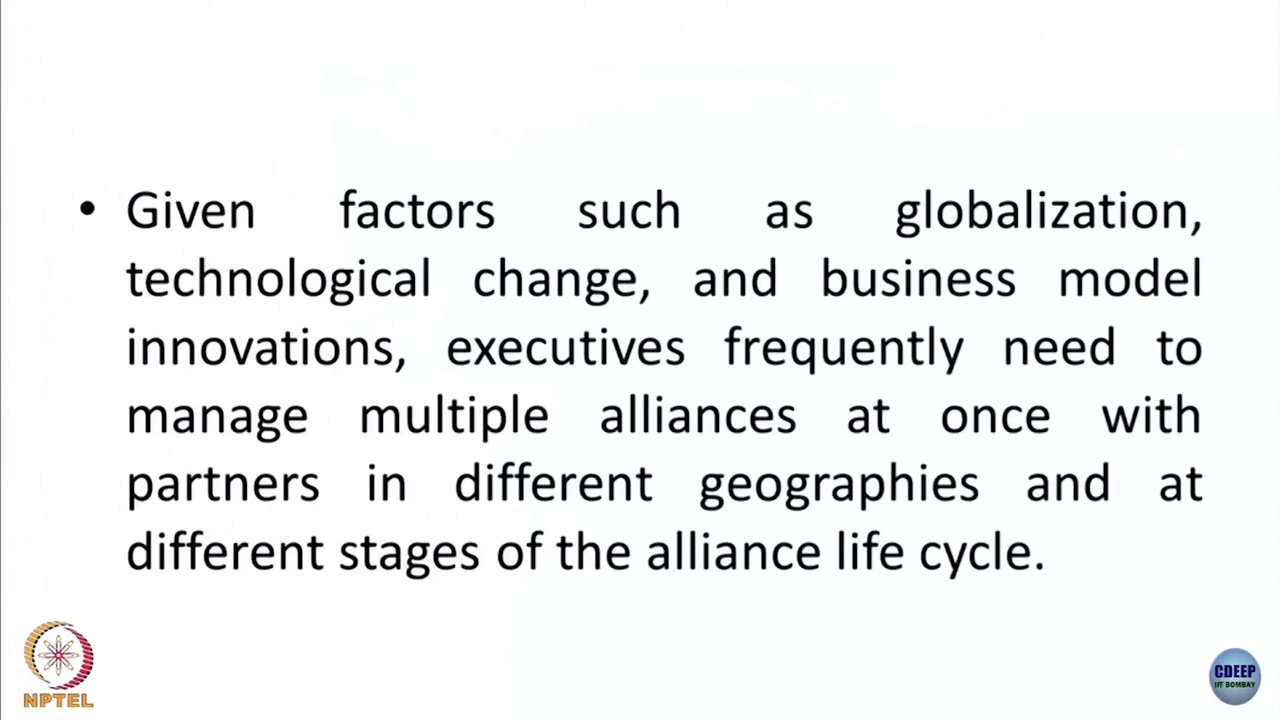 • Given factors such as globalization,
technological change, and business model
innovations, executives frequently need to
manage multiple alliances at once with
partners in different geographies and at
different stages of the alliance life cycle.
NPTEL
CDEEP
IIT BOMBAY